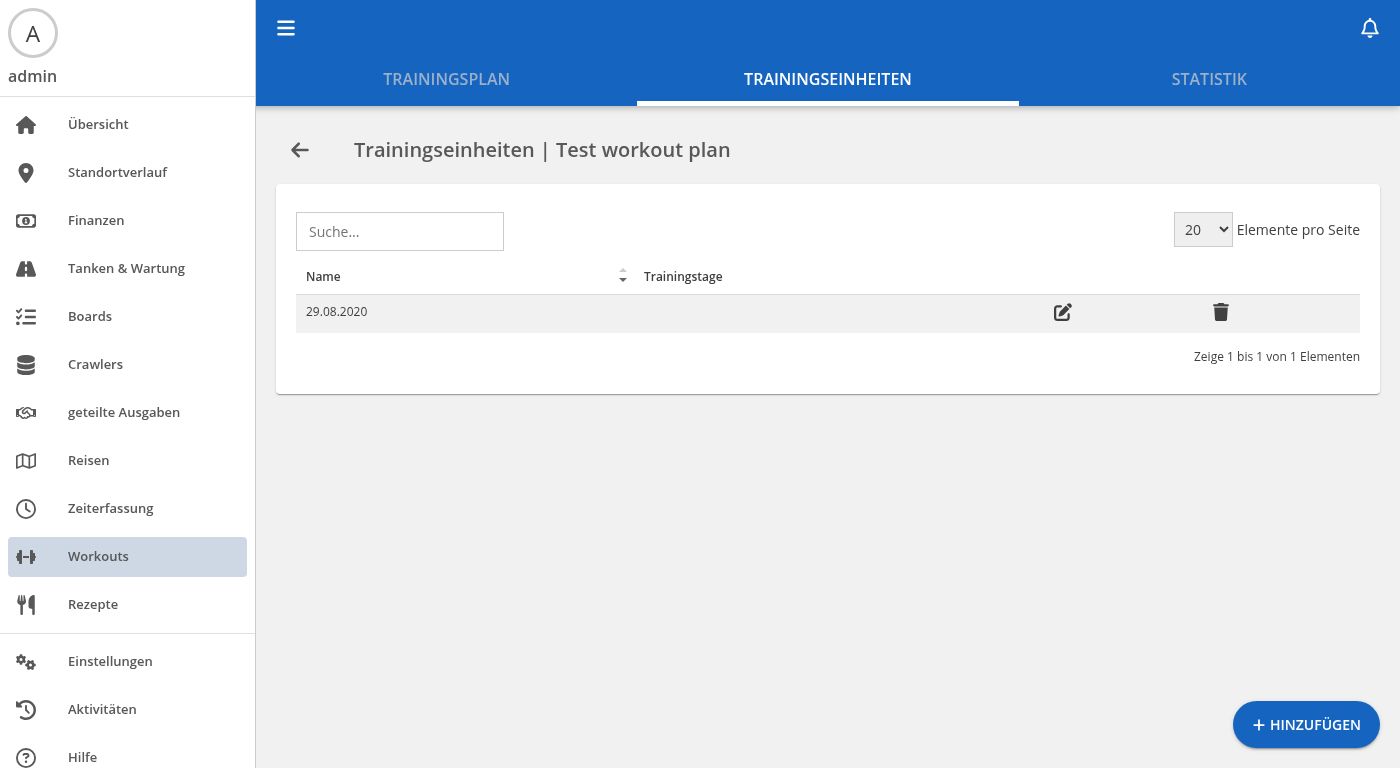 A
admin
Übersicht
Standortverlauf
Finanzen
Tanken & Wartung
Boards
Crawlers
geteilte Ausgaben
Reisen
Zeiterfassung
Workouts
Rezepte
Einstellungen
Aktivitäten
Hilfe
TRAININGSPLAN
TRAININGSEINHEITEN
STATISTIK
Trainingseinheiten | Test workout plan
Suche...
20 Elemente pro Seite
Name Trainingstage
29.08.2020
Zeige 1 bis 1 von 1 Elementen
+ HINZUFÜGEN